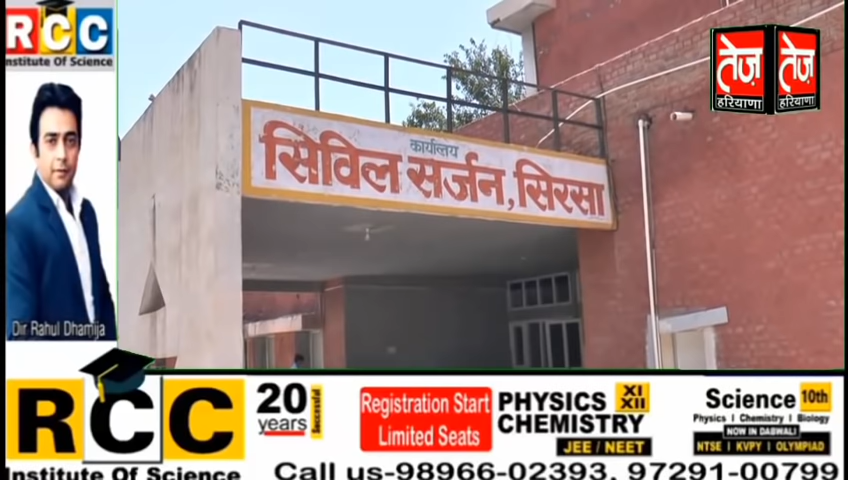 RCC
Institute Of Science
Dir Rahul Dhamija
तेज़ तेज़
हरियाणा हरियाणा
कार्यालय
सिविल सर्जन, सिरसा
RCC
Institute Of Science
20 years Successful
Registration Start
Limited Seats
PHYSICS XI
CHEMISTRY XII
JEE / NEET
Science 10th
Physics I Chemistry I Biology
NOW IN DABWALI
NTSE I KVPY I OLYMPIAD
Call us-98966-02393, 97291-00799